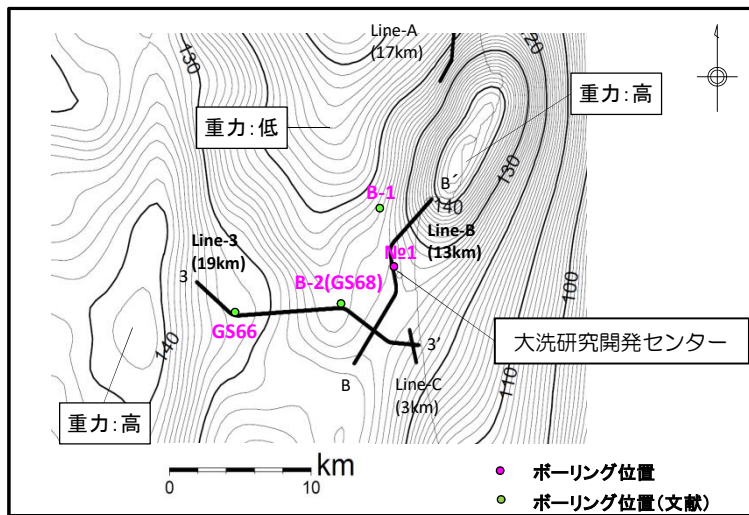 Line-A
(17km)
130
120
重力:低
重力:高
B-1
B´
140
130
Line-3
(19km)
Line-B
(13km)
№1
3
B-2(GS68)
100
GS66
大洗研究開発センター
140
3′
B
Line-C
(3km)
110
重力:高
km
0
10
ボーリング位置
ボーリング位置(文献)